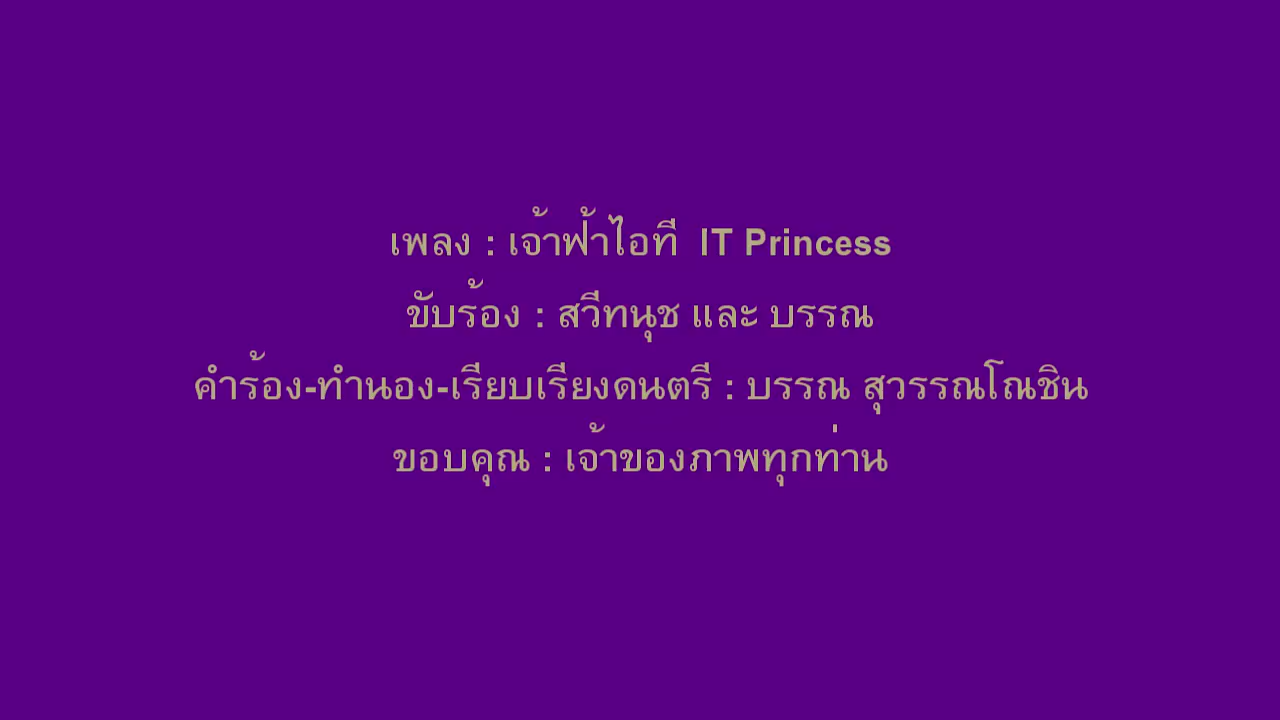 เพลง : เจ้าฟ้าไอที IT Princess
ขับร้อง : สวีทนุช และ บรรณ
คำร้อง-ทำนอง-เรียบเรียงดนตรี : บรรณ สุวรรณโณชิน
ขอบคุณ : เจ้าของภาพทุกท่าน